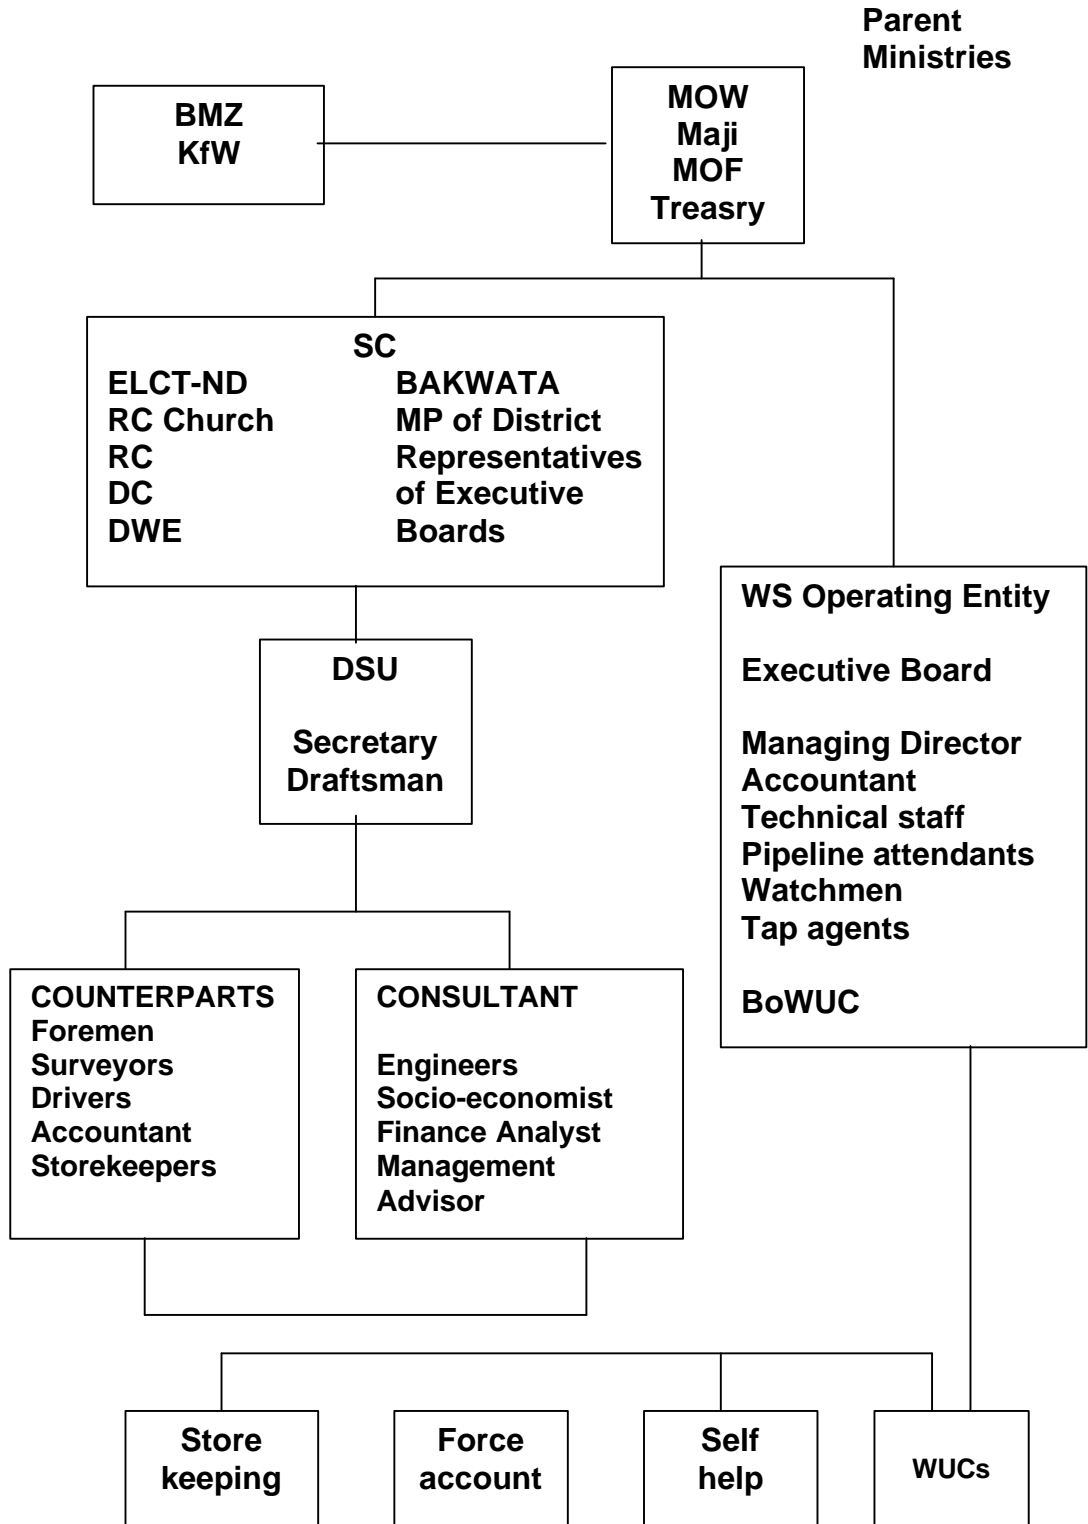 Parent
Ministries
BMZ
KfW
MOW
Maji
MOF
Treasry
SC
ELCT-ND
RC Church
RC
DC
DWE
BAKWATA
MP of District
Representatives
of Executive
Boards
WS Operating Entity
Executive Board
Managing Director
Accountant
Technical staff
Pipeline attendants
Watchmen
Tap agents
BoWUC
DSU
Secretary
Draftsman
COUNTERPARTS
Foremen
Surveyors
Drivers
Accountant
Storekeepers
CONSULTANT
Engineers
Socio-economist
Finance Analyst
Management
Advisor
Store
keeping
Force
account
Self
help
WUCs